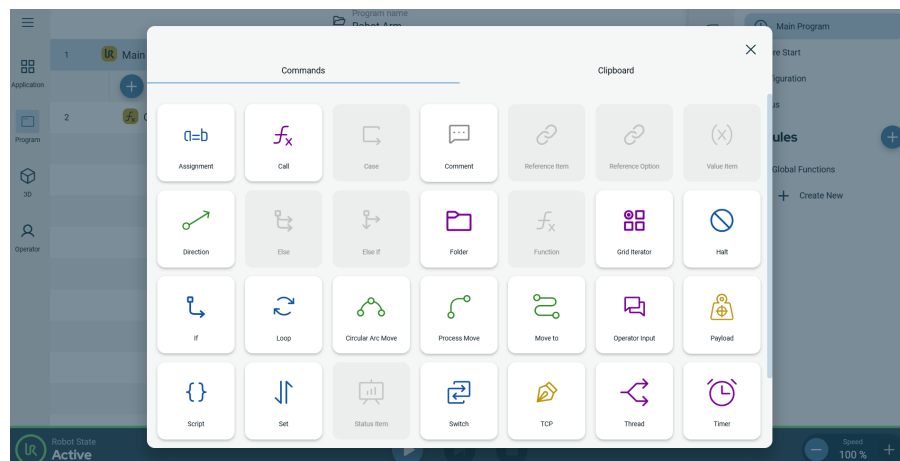 Program name
Robot Arm
Main Program
1
Main
Commands
Clipboard
Application
2
Program
Assignment
Call
Case
Comment
Reference Item
Reference Option
Value Item
Global Functions
3D
Create New
Operator
Direction
Else
Else If
Folder
Function
Grid Iterator
Halt
If
Loop
Circular Arc Move
Process Move
Move to
Operator Input
Payload
Script
Set
Status Item
Switch
TCP
Thread
Timer
Robot State
Active
Speed
100 %